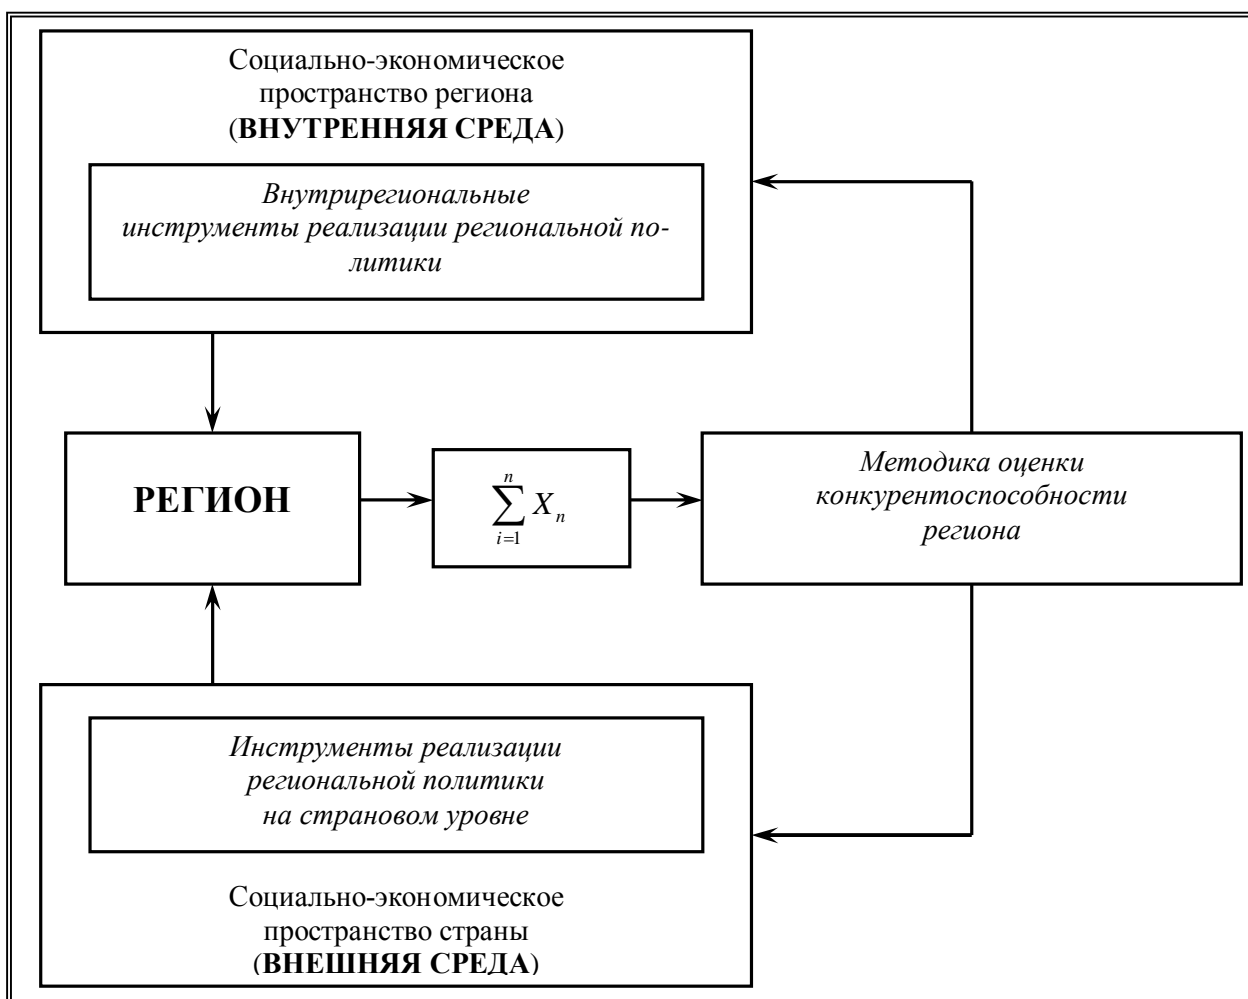 Социально-экономическое
пространство региона
(ВНУТРЕННЯЯ СРЕДА)
Внутрирегиональные
инструменты реализации региональной по-
литики
РЕГИОН
n
∑ X n
i=1
Методика оценки
конкурентоспособности
региона
Инструменты реализации
региональной политики
на страновом уровне
Социально-экономическое
пространство страны
(ВНЕШНЯЯ СРЕДА)